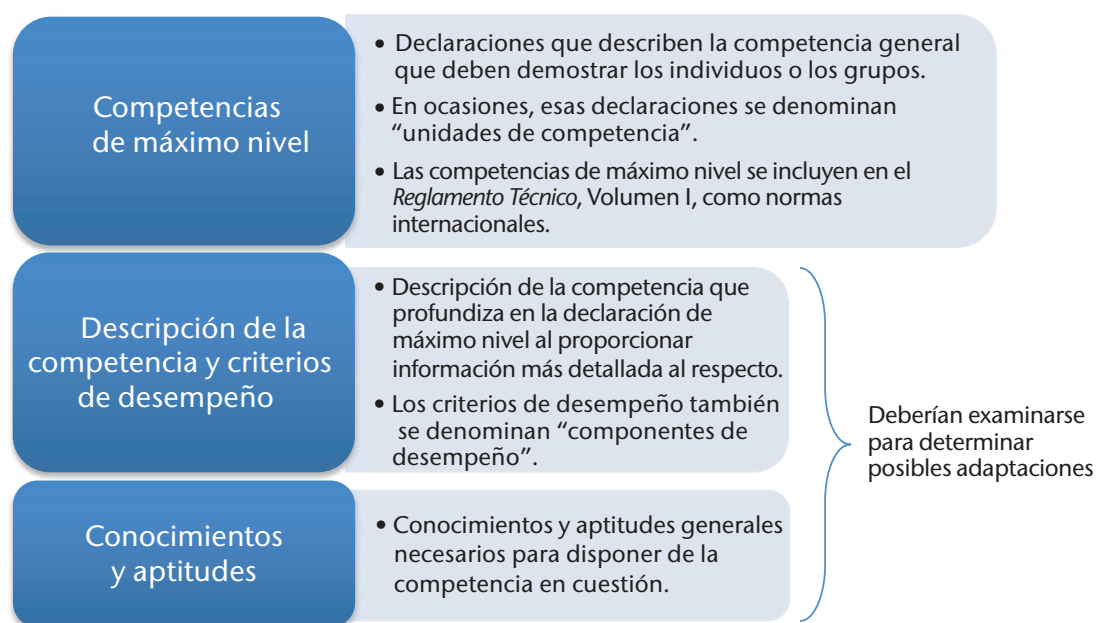 Competencias
de máximo nivel
• Declaraciones que describen la competencia general
que deben demostrar los individuos o los grupos.
• En ocasiones, esas declaraciones se denominan
“unidades de competencia”.
• Las competencias de máximo nivel se incluyen en el
Reglamento Técnico, Volumen I, como normas
internacionales.
Descripción de la
competencia y criterios
de desempeño
• Descripción de la competencia que
profundiza en la declaración de
máximo nivel al proporcionar
información más detallada al respecto.
• Los criterios de desempeño también
se denominan “componentes de
desempeño”.
Conocimientos
y aptitudes
• Conocimientos y aptitudes generales
necesarios para disponer de la
competencia en cuestión.
Deberían examinarse
para determinar
posibles adaptaciones